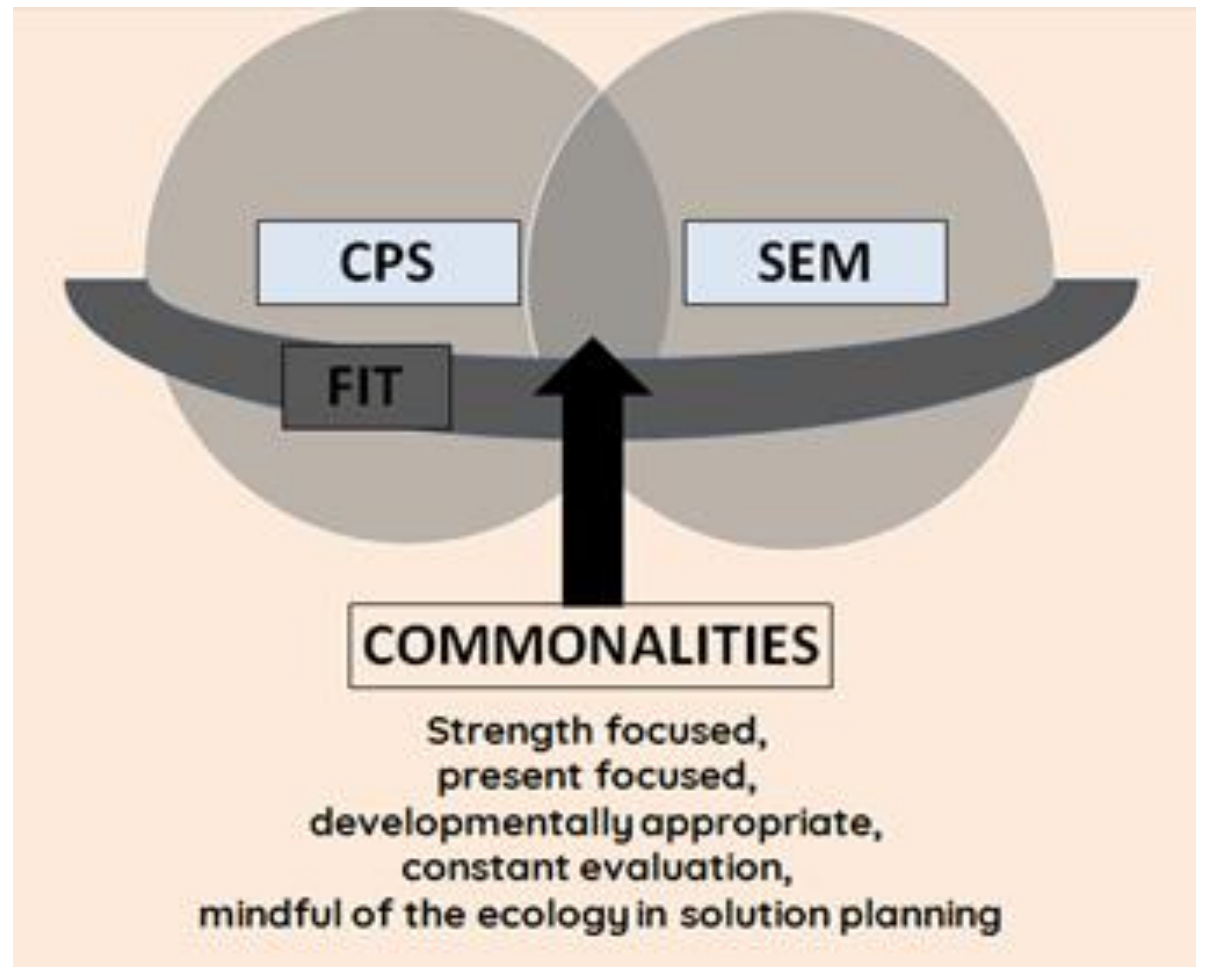 CPS
SEM
FIT
COMMONALITIES
Strength focused,
present focused,
developmentally appropriate,
constant evaluation,
mindful of the ecology in solution planning